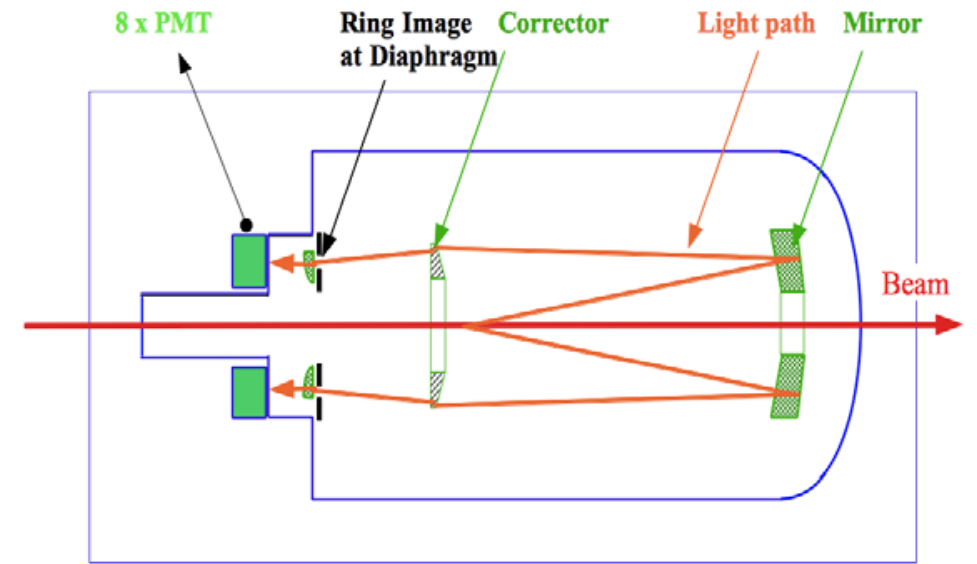 8 x PMT
Ring Image
at Diaphragm
Corrector
Light path
Mirror
Beam